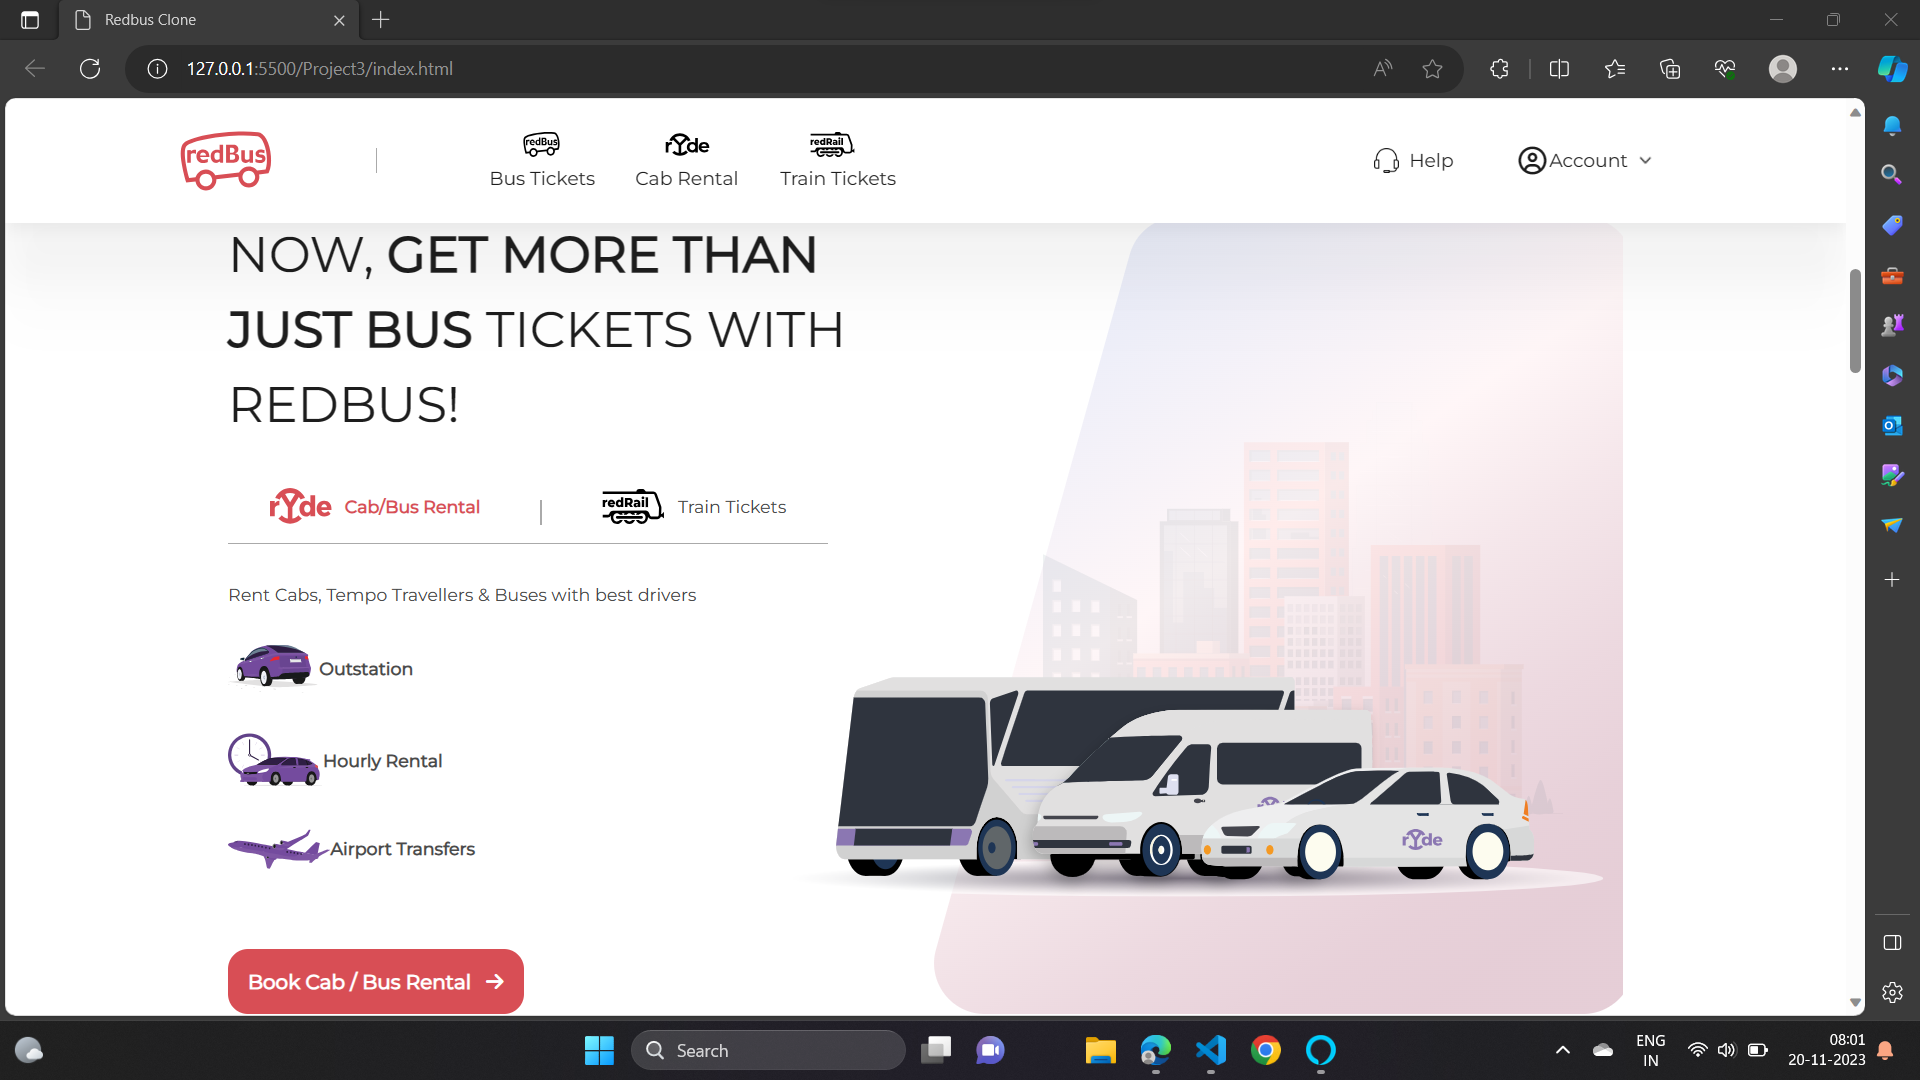 Redbus Clone
127.0.0.1:5500/Project3/index.html
redBus
redBus
Bus Tickets
ryde
Cab Rental
redRail
Train Tickets
Help
Account
NOW, GET MORE THAN
JUST BUS TICKETS WITH
REDBUS!
ryde Cab/Bus Rental
redRail Train Tickets
Rent Cabs, Tempo Travellers & Buses with best drivers
Outstation
Hourly Rental
Airport Transfers
ryde
Book Cab / Bus Rental
Search
ENG
IN
08:01
20-11-2023